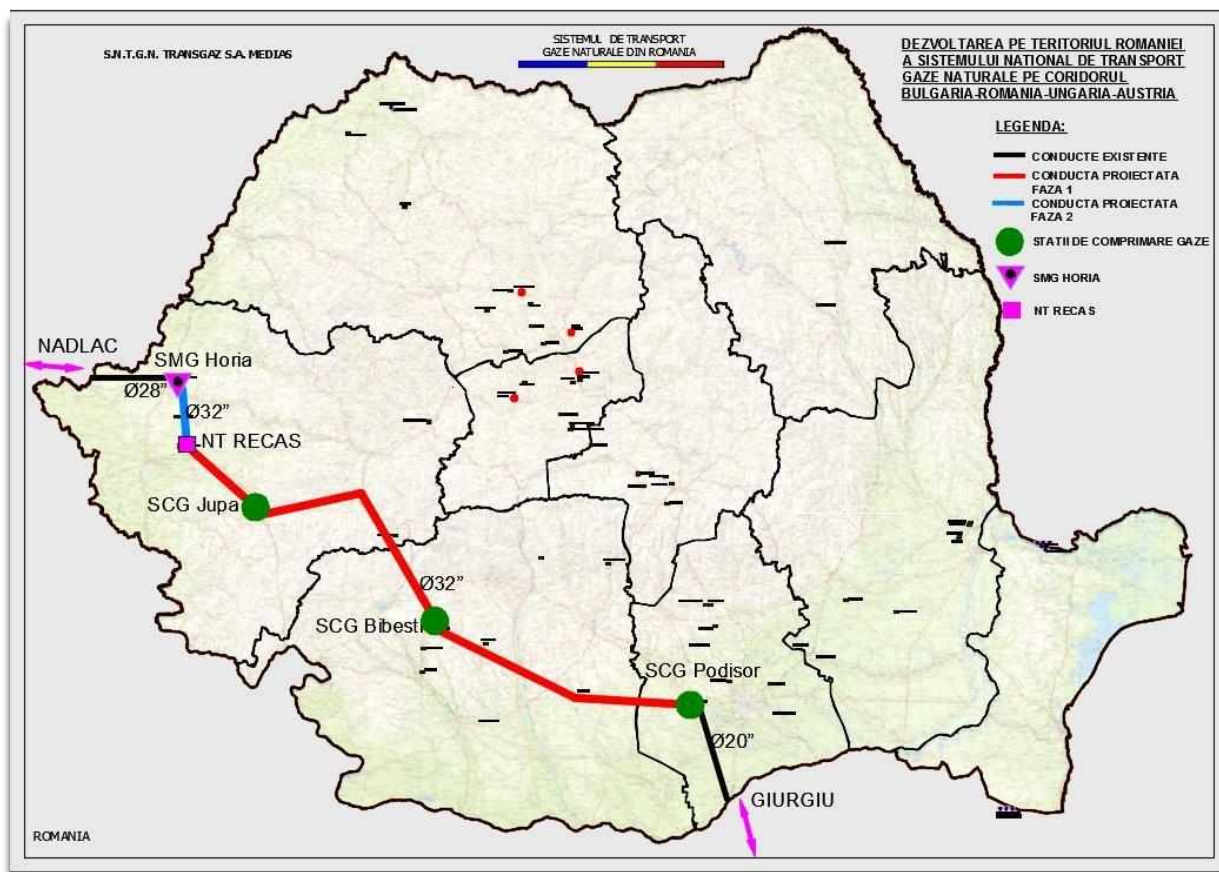 S.N.T.G.N. TRANSGAZ S.A. MEDIAS
SISTEMUL DE TRANSPORT
GAZE NATURALE DIN ROMANIA
DEZVOLTAREA PE TERITORIUL ROMANIEI
A SISTEMULUI NATIONAL DE TRANSPORT
GAZE NATURALE PE CORIDORUL
BULGARIA-ROMANIA-UNGARIA-AUSTRIA
LEGENDA:
CONDUCTE EXISTENTE
CONDUCTA PROIECTATA
FAZA 1
CONDUCTA PROIECTATA
FAZA 2
STATII DE COMPRIMARE GAZE
SMG HORIA
NT RECAS
NADLAC
SMG Horia
Ø28”
Ø32”
NT RECAS
SCG Jupa
Ø32”
SCG Bibesti
SCG Podisor
Ø20”
GIURGIU
ROMANIA